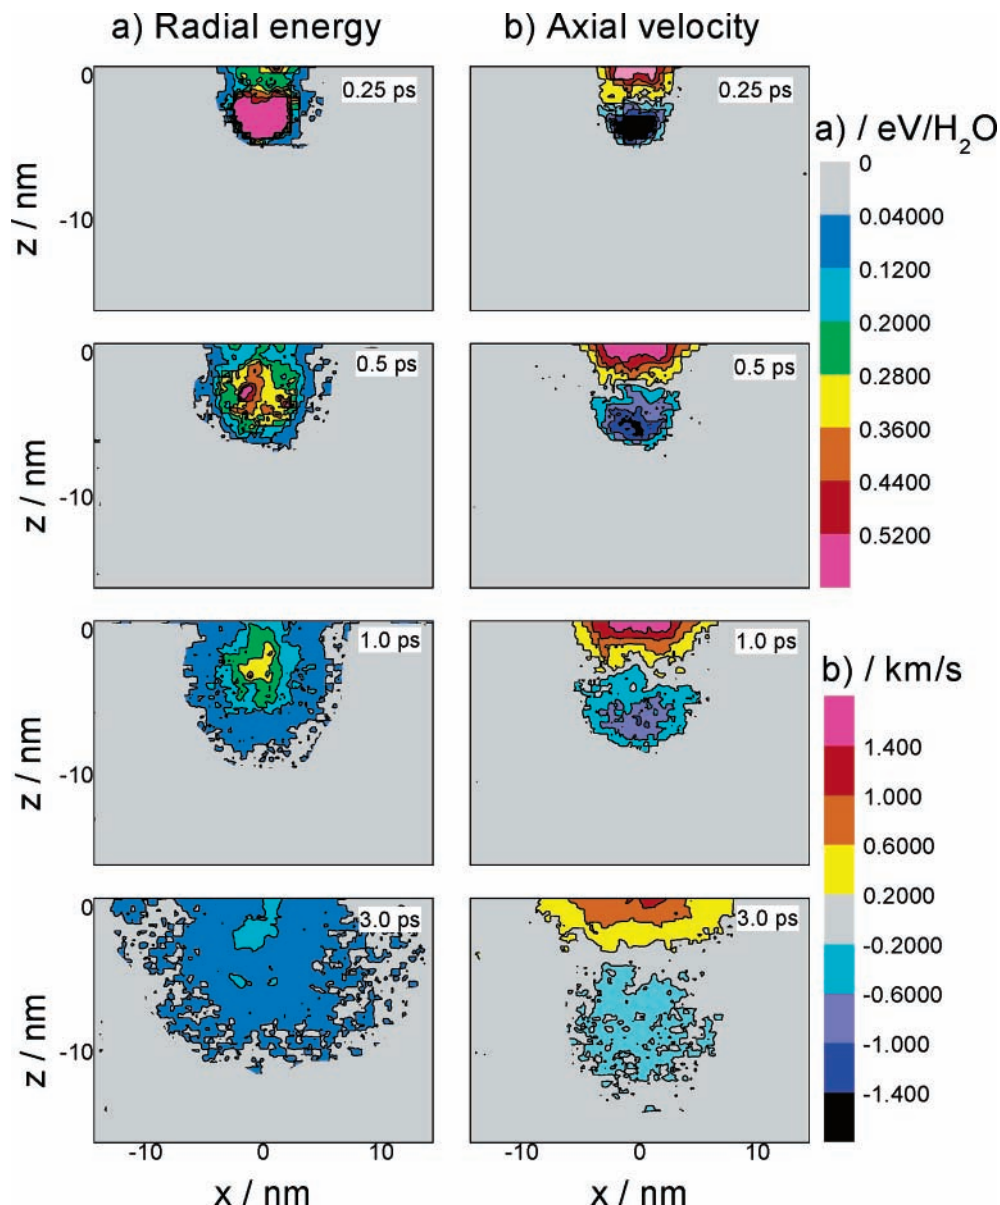 a) Radial energy
b) Axial velocity
0
-10
z / nm
0.25 ps
0.25 ps
a) / eV/H₂O
0
0.04000
0.1200
0.2000
0.2800
0.3600
0.4400
0.5200
0
-10
z / nm
0.5 ps
0.5 ps
0
-10
z / nm
1.0 ps
1.0 ps
b) / km/s
1.400
1.000
0.6000
0.2000
-0.2000
-0.6000
-1.000
-1.400
0
-10
z / nm
3.0 ps
3.0 ps
-10 0 10
-10 0 10
x / nm
x / nm